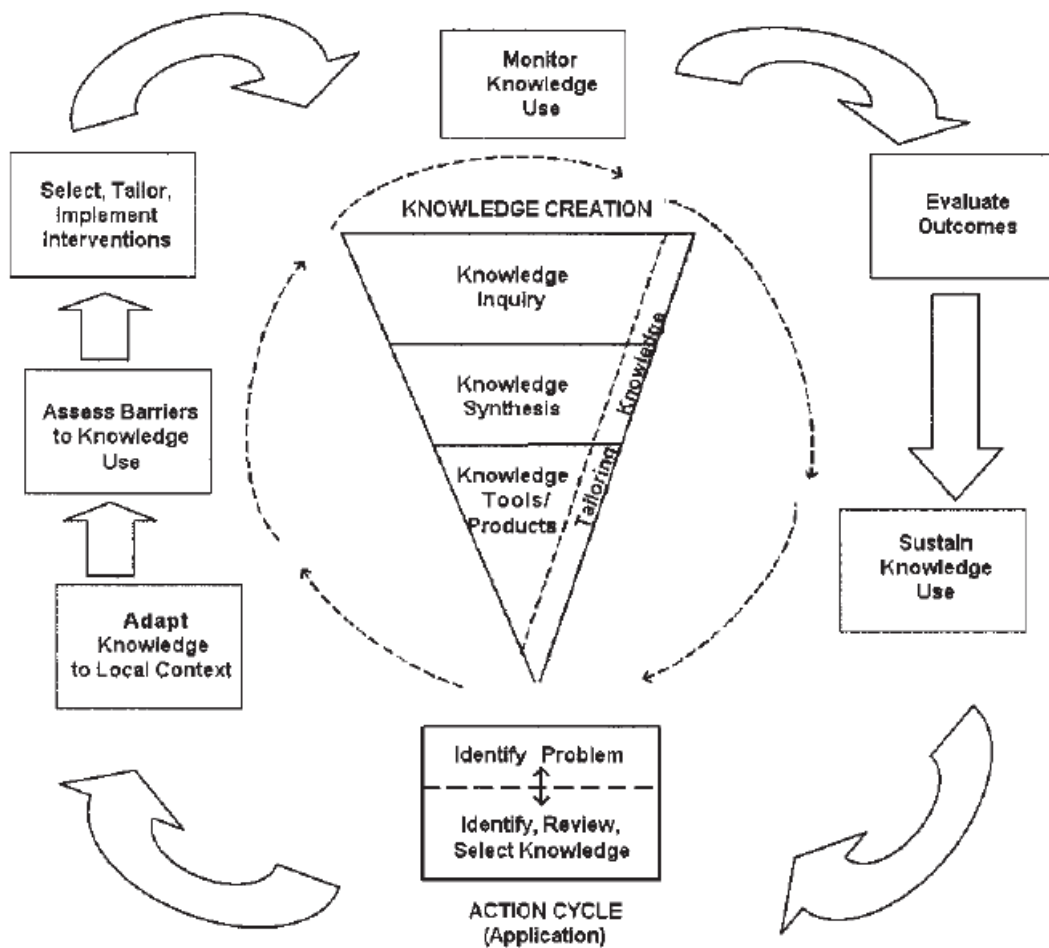 Monitor
Knowledge
Use
Select, Tailor,
Implement
Interventions
Evaluate
Outcomes
KNOWLEDGE CREATION
Knowledge
Inquiry
Knowledge
Synthesis
Knowledge
Tools/
Products
Tailoring Knowledge
Assess Barriers
to Knowledge
Use
Sustain
Knowledge
Use
Adapt
Knowledge
to Local Context
Identify Problem
Identify, Review,
Select Knowledge
ACTION CYCLE
(Application)